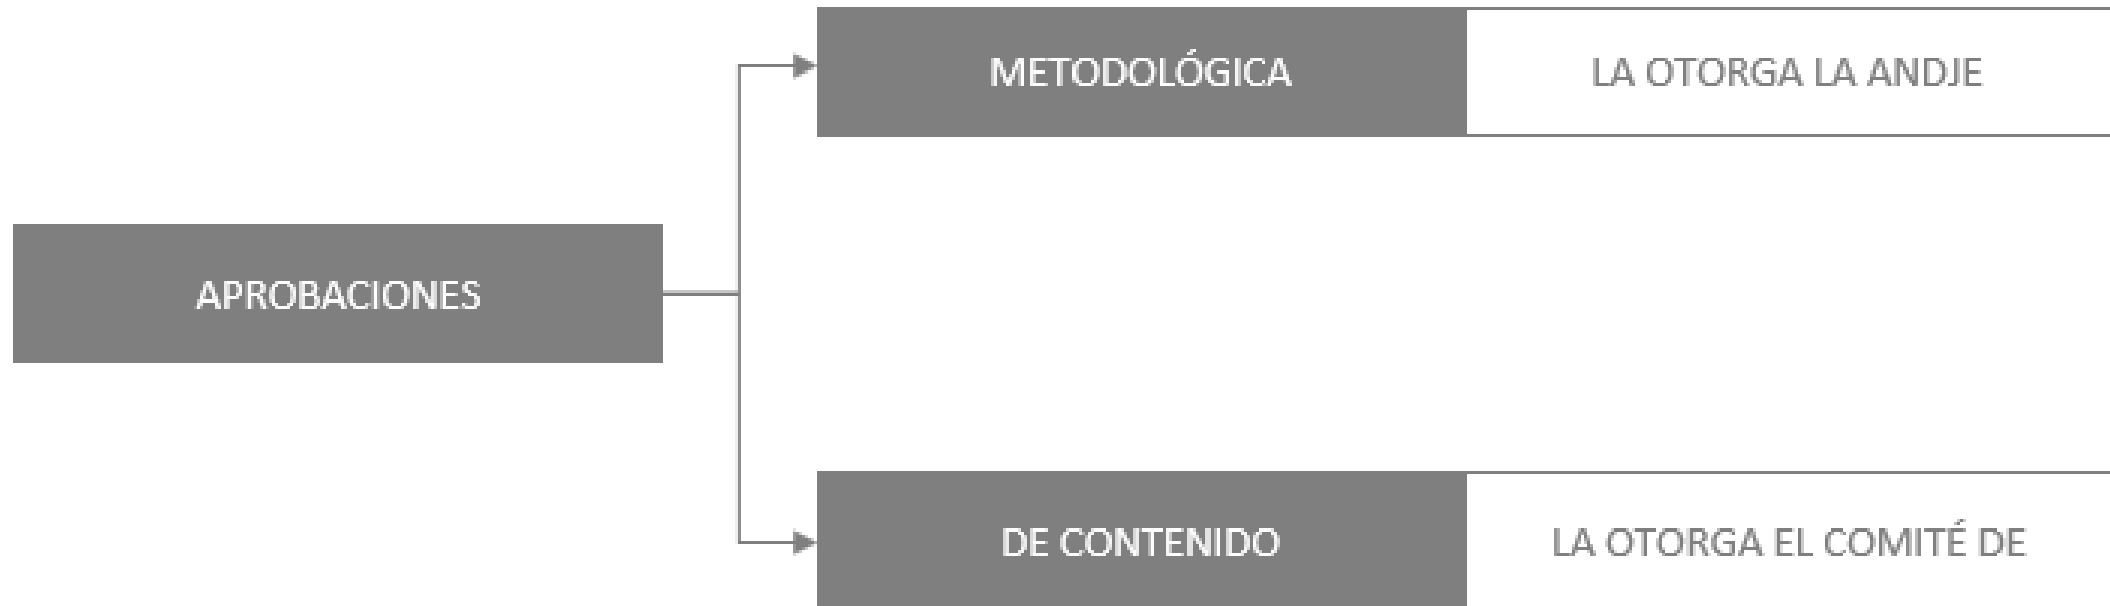 METODOLÓGICA
LA OTORGA LA ANDJE
APROBACIONES
DE CONTENIDO
LA OTORGA EL COMITÉ DE